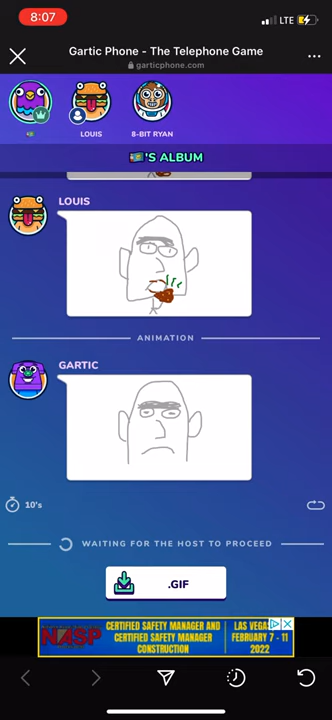 8:07
LTE
Gartic Phone - The Telephone Game
garticphone.com
LOUIS
8-BIT RYAN
'S ALBUM
LOUIS
ANIMATION
GARTIC
10's
WAITING FOR THE HOST TO PROCEED
.GIF
NASP
CERTIFIED SAFETY MANAGER AND
CERTIFIED SAFETY MANAGER
CONSTRUCTION
LAS VEGA
FEBRUARY 7 - 11
2022